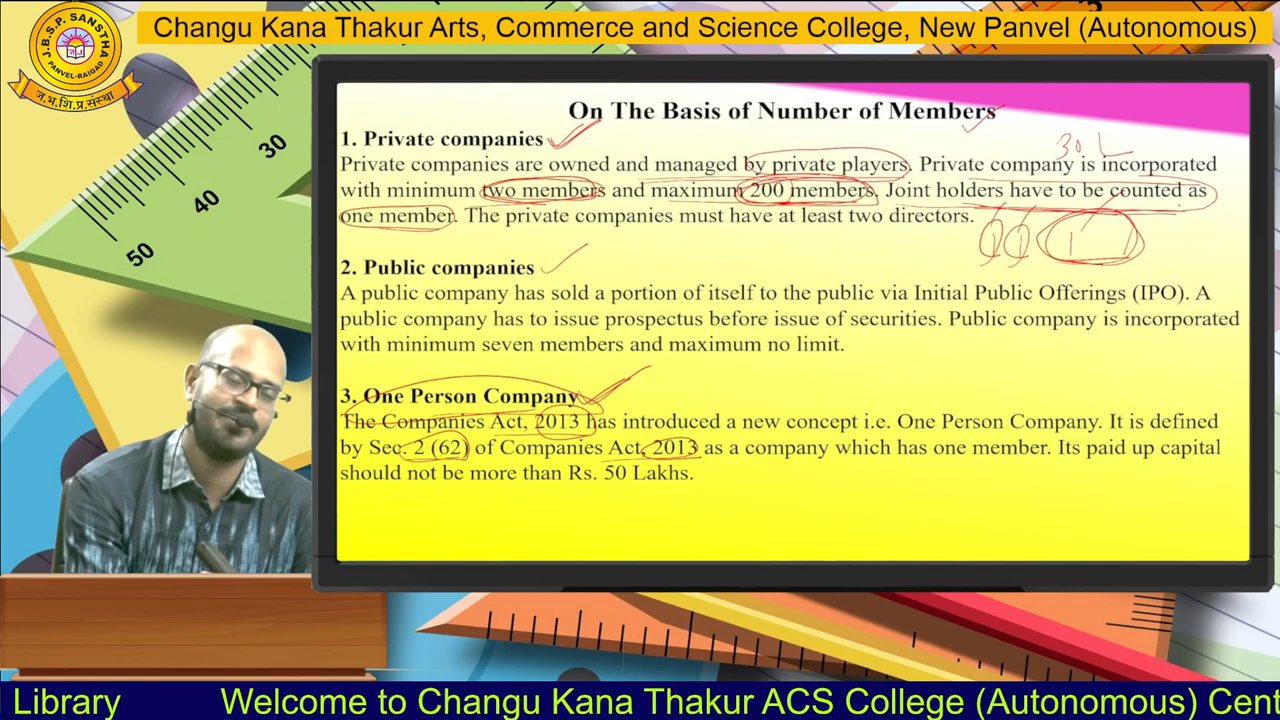 Changu Kana Thakur Arts, Commerce and Science College, New Panvel (Autonomous)
J.B.S.P. SANSTHA
PANVEL-RAIGAD
ज.भ.शि.प्र.संस्था
30
40
50
On The Basis of Number of Members
1. Private companies
30 L
Private companies are owned and managed by private players. Private company is incorporated
with minimum two members and maximum 200 members. Joint holders have to be counted as
one member. The private companies must have at least two directors.
2. Public companies
A public company has sold a portion of itself to the public via Initial Public Offerings (IPO). A
public company has to issue prospectus before issue of securities. Public company is incorporated
with minimum seven members and maximum no limit.
3. One Person Company
The Companies Act, 2013 has introduced a new concept i.e. One Person Company. It is defined
by Sec. 2 (62) of Companies Act, 2013 as a company which has one member. Its paid up capital
should not be more than Rs. 50 Lakhs.
Library Welcome to Changu Kana Thakur ACS College (Autonomous) Cent